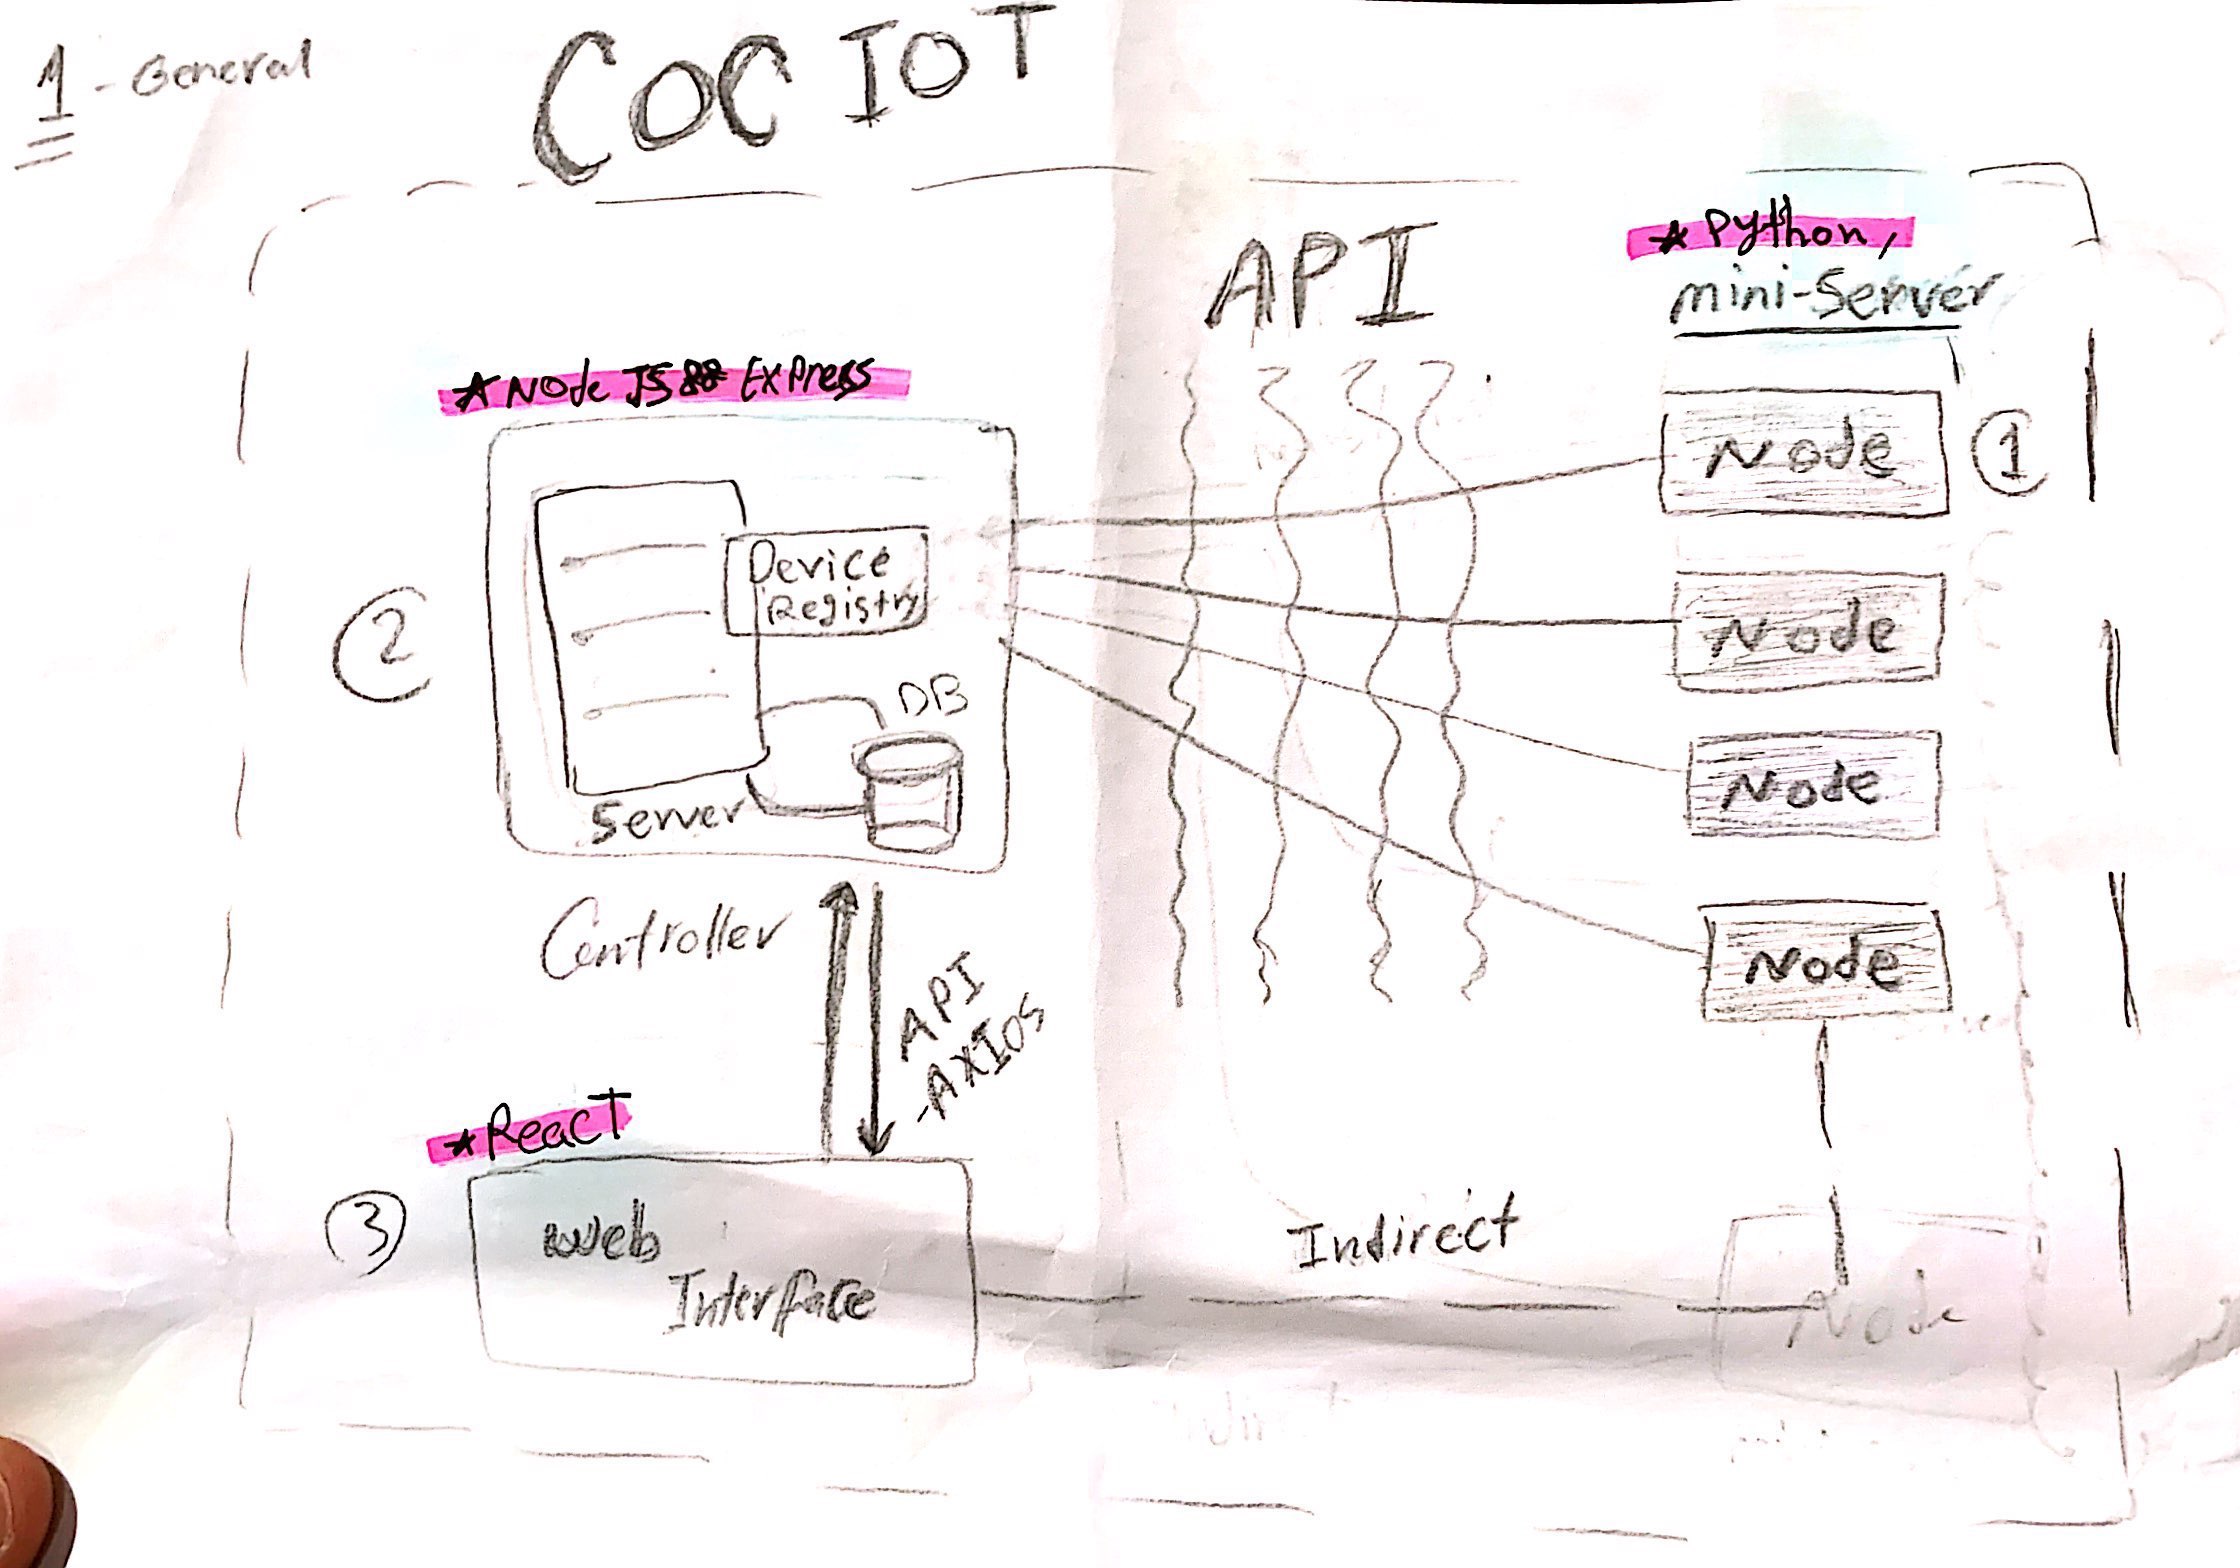 1 - General
COC IOT
API
* Python,
mini-Server
* Node JS && Express
Node
1
Device
Registry
Node
2
DB
Node
Server
Controller
Node
API
-AXIOS
* React
3
Web
Interface
Indirect
Node